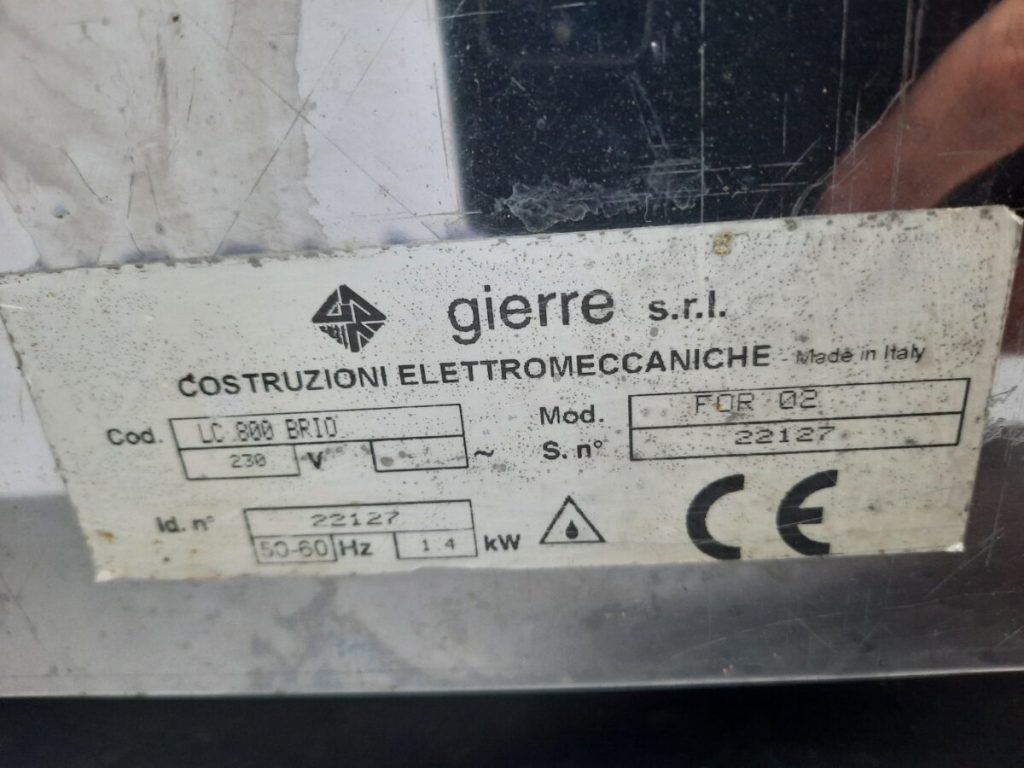 gierre s.r.l.
COSTRUZIONI ELETTROMECCANICHE Made in Italy
Cod. LC 800 BRIO Mod. FOR 02
230 V ~ S. n° 22127
Id. n° 22127
50-60 Hz 1.4 kW
CE